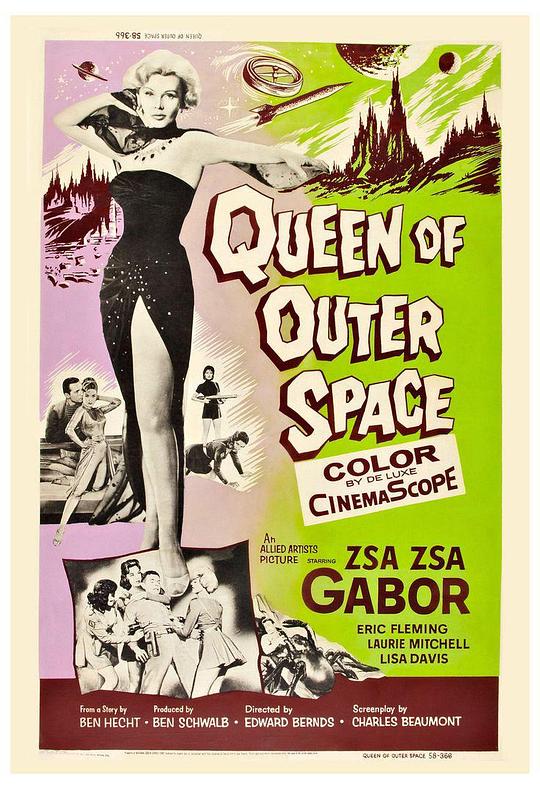 QUEEN OF OUTER SPACE 58-366
QUEEN OF
OUTER
SPACE
COLOR
BY DE LUXE
CINEMASCOPE
An
ALLIED ARTISTS
PICTURE
STARRING
ZSA ZSA
GABOR
ERIC FLEMING
LAURIE MITCHELL
LISA DAVIS
From a Story by Produced by Directed by Screenplay by
BEN HECHT • BEN SCHWALB • EDWARD BERNDS • CHARLES BEAUMONT
QUEEN OF OUTER SPACE 58-366